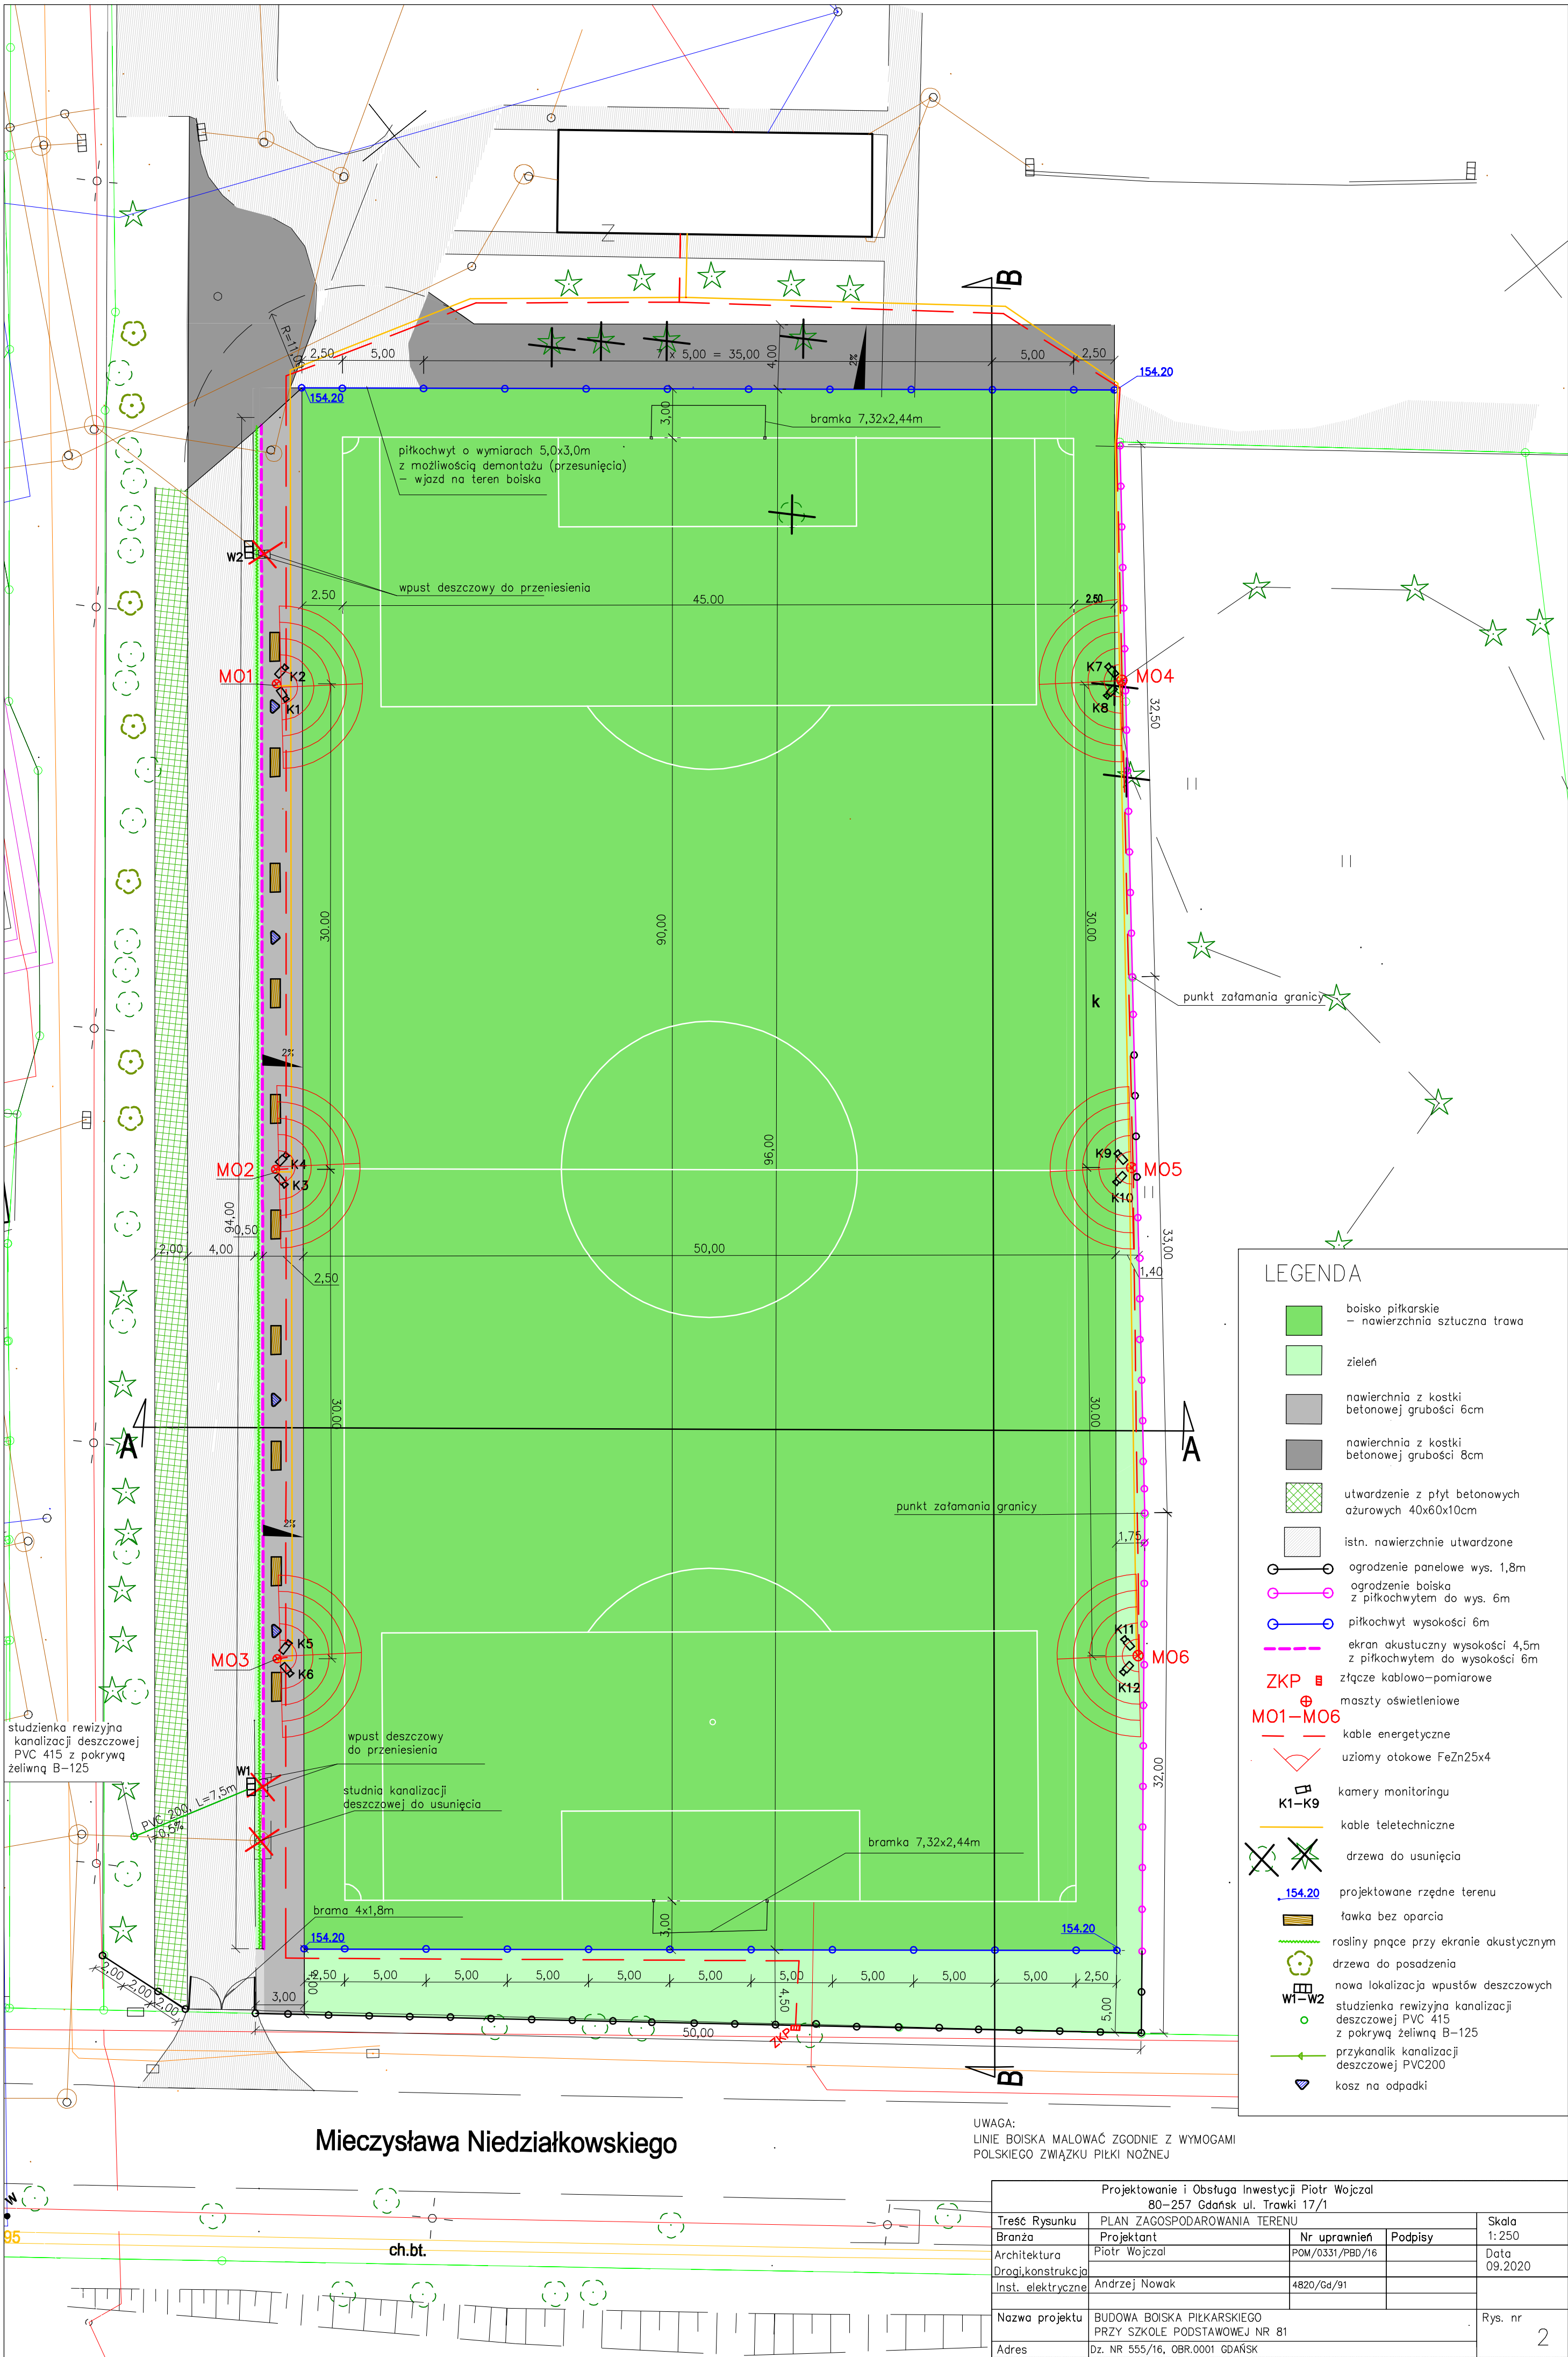 B
R=11,00
2,50
5,00
7 x 5,00 = 35,00
4,00
2%
5,00
2,50
154.20
154.20
3,00
bramka 7,32x2,44m
piłkochwyt o wymiarach 5,0x3,0m
z możliwością demontażu (przesunięcia)
– wjazd na teren boiska
W2
wpust deszczowy do przeniesienia
2.50
45.00
2.50
MO1
K2
K1
K7
K8
MO4
32,50
30.00
90,00
30,00
k
punkt załamania granicy
2%
MO2
K4
K3
96,00
K9
K10
MO5
94,00
0,50
2,00
4,00
2,50
50,00
1,40
33,00
A
30,00
30,00
A
2%
punkt załamania granicy
1,75
MO3
K5
K6
K11
K12
MO6
studzienka rewizyjna
kanalizacji deszczowej
PVC 415 z pokrywą
żeliwną B-125
wpust deszczowy
do przeniesienia
W1
PVC 200, L=7,5m
i=0,5%
studnia kanalizacji
deszczowej do usunięcia
32,00
bramka 7,32x2,44m
brama 4x1,8m
3,00
154.20
154.20
2,00
2,00
2,00
3,00
4,00
2,50
5,00
5,00
5,00
5,00
5,00
5,00
5,00
5,00
5,00
2,50
4,50
5,00
50,00
ZKP
B
LEGENDA
boisko piłkarskie
– nawierzchnia sztuczna trawa
zieleń
nawierchnia z kostki
betonowej grubości 6cm
nawierchnia z kostki
betonowej grubości 8cm
utwardzenie z płyt betonowych
ażurowych 40x60x10cm
istn. nawierzchnie utwardzone
ogrodzenie panelowe wys. 1,8m
ogrodzenie boiska
z piłkochwytem do wys. 6m
piłkochwyt wysokości 6m
ekran akustuczny wysokości 4,5m
z piłkochwytem do wysokości 6m
ZKP złącze kablowo-pomiarowe
maszty oświetleniowe
MO1-MO6
kable energetyczne
uziomy otokowe FeZn25x4
kamery monitoringu
K1-K9
kable teletechniczne
drzewa do usunięcia
154.20 projektowane rzędne terenu
ławka bez oparcia
rosliny pnące przy ekranie akustycznym
drzewa do posadzenia
nowa lokalizacja wpustów deszczowych
W1-W2
studzienka rewizyjna kanalizacji
deszczowej PVC 415
z pokrywą żeliwną B-125
przykanalik kanalizacji
deszczowej PVC200
kosz na odpadki
Mieczysława Niedziałkowskiego
UWAGA:
LINIE BOISKA MALOWAĆ ZGODNIE Z WYMOGAMI
POLSKIEGO ZWIĄZKU PIŁKI NOŻNEJ
W
95
ch.bt.
Projektowanie i Obsługa Inwestycji Piotr Wojczal
80-257 Gdańsk ul. Trawki 17/1
Treść Rysunku PLAN ZAGOSPODAROWANIA TERENU Skala
1:250
Branża Projektant Nr uprawnień Podpisy
Architektura Piotr Wojczal POM/0331/PBD/16 Data
09.2020
Drogi,konstrukcja
Inst. elektryczne Andrzej Nowak 4820/Gd/91
Nazwa projektu BUDOWA BOISKA PIŁKARSKIEGO
PRZY SZKOLE PODSTAWOWEJ NR 81
Rys. nr
2
Adres Dz. NR 555/16, OBR.0001 GDAŃSK